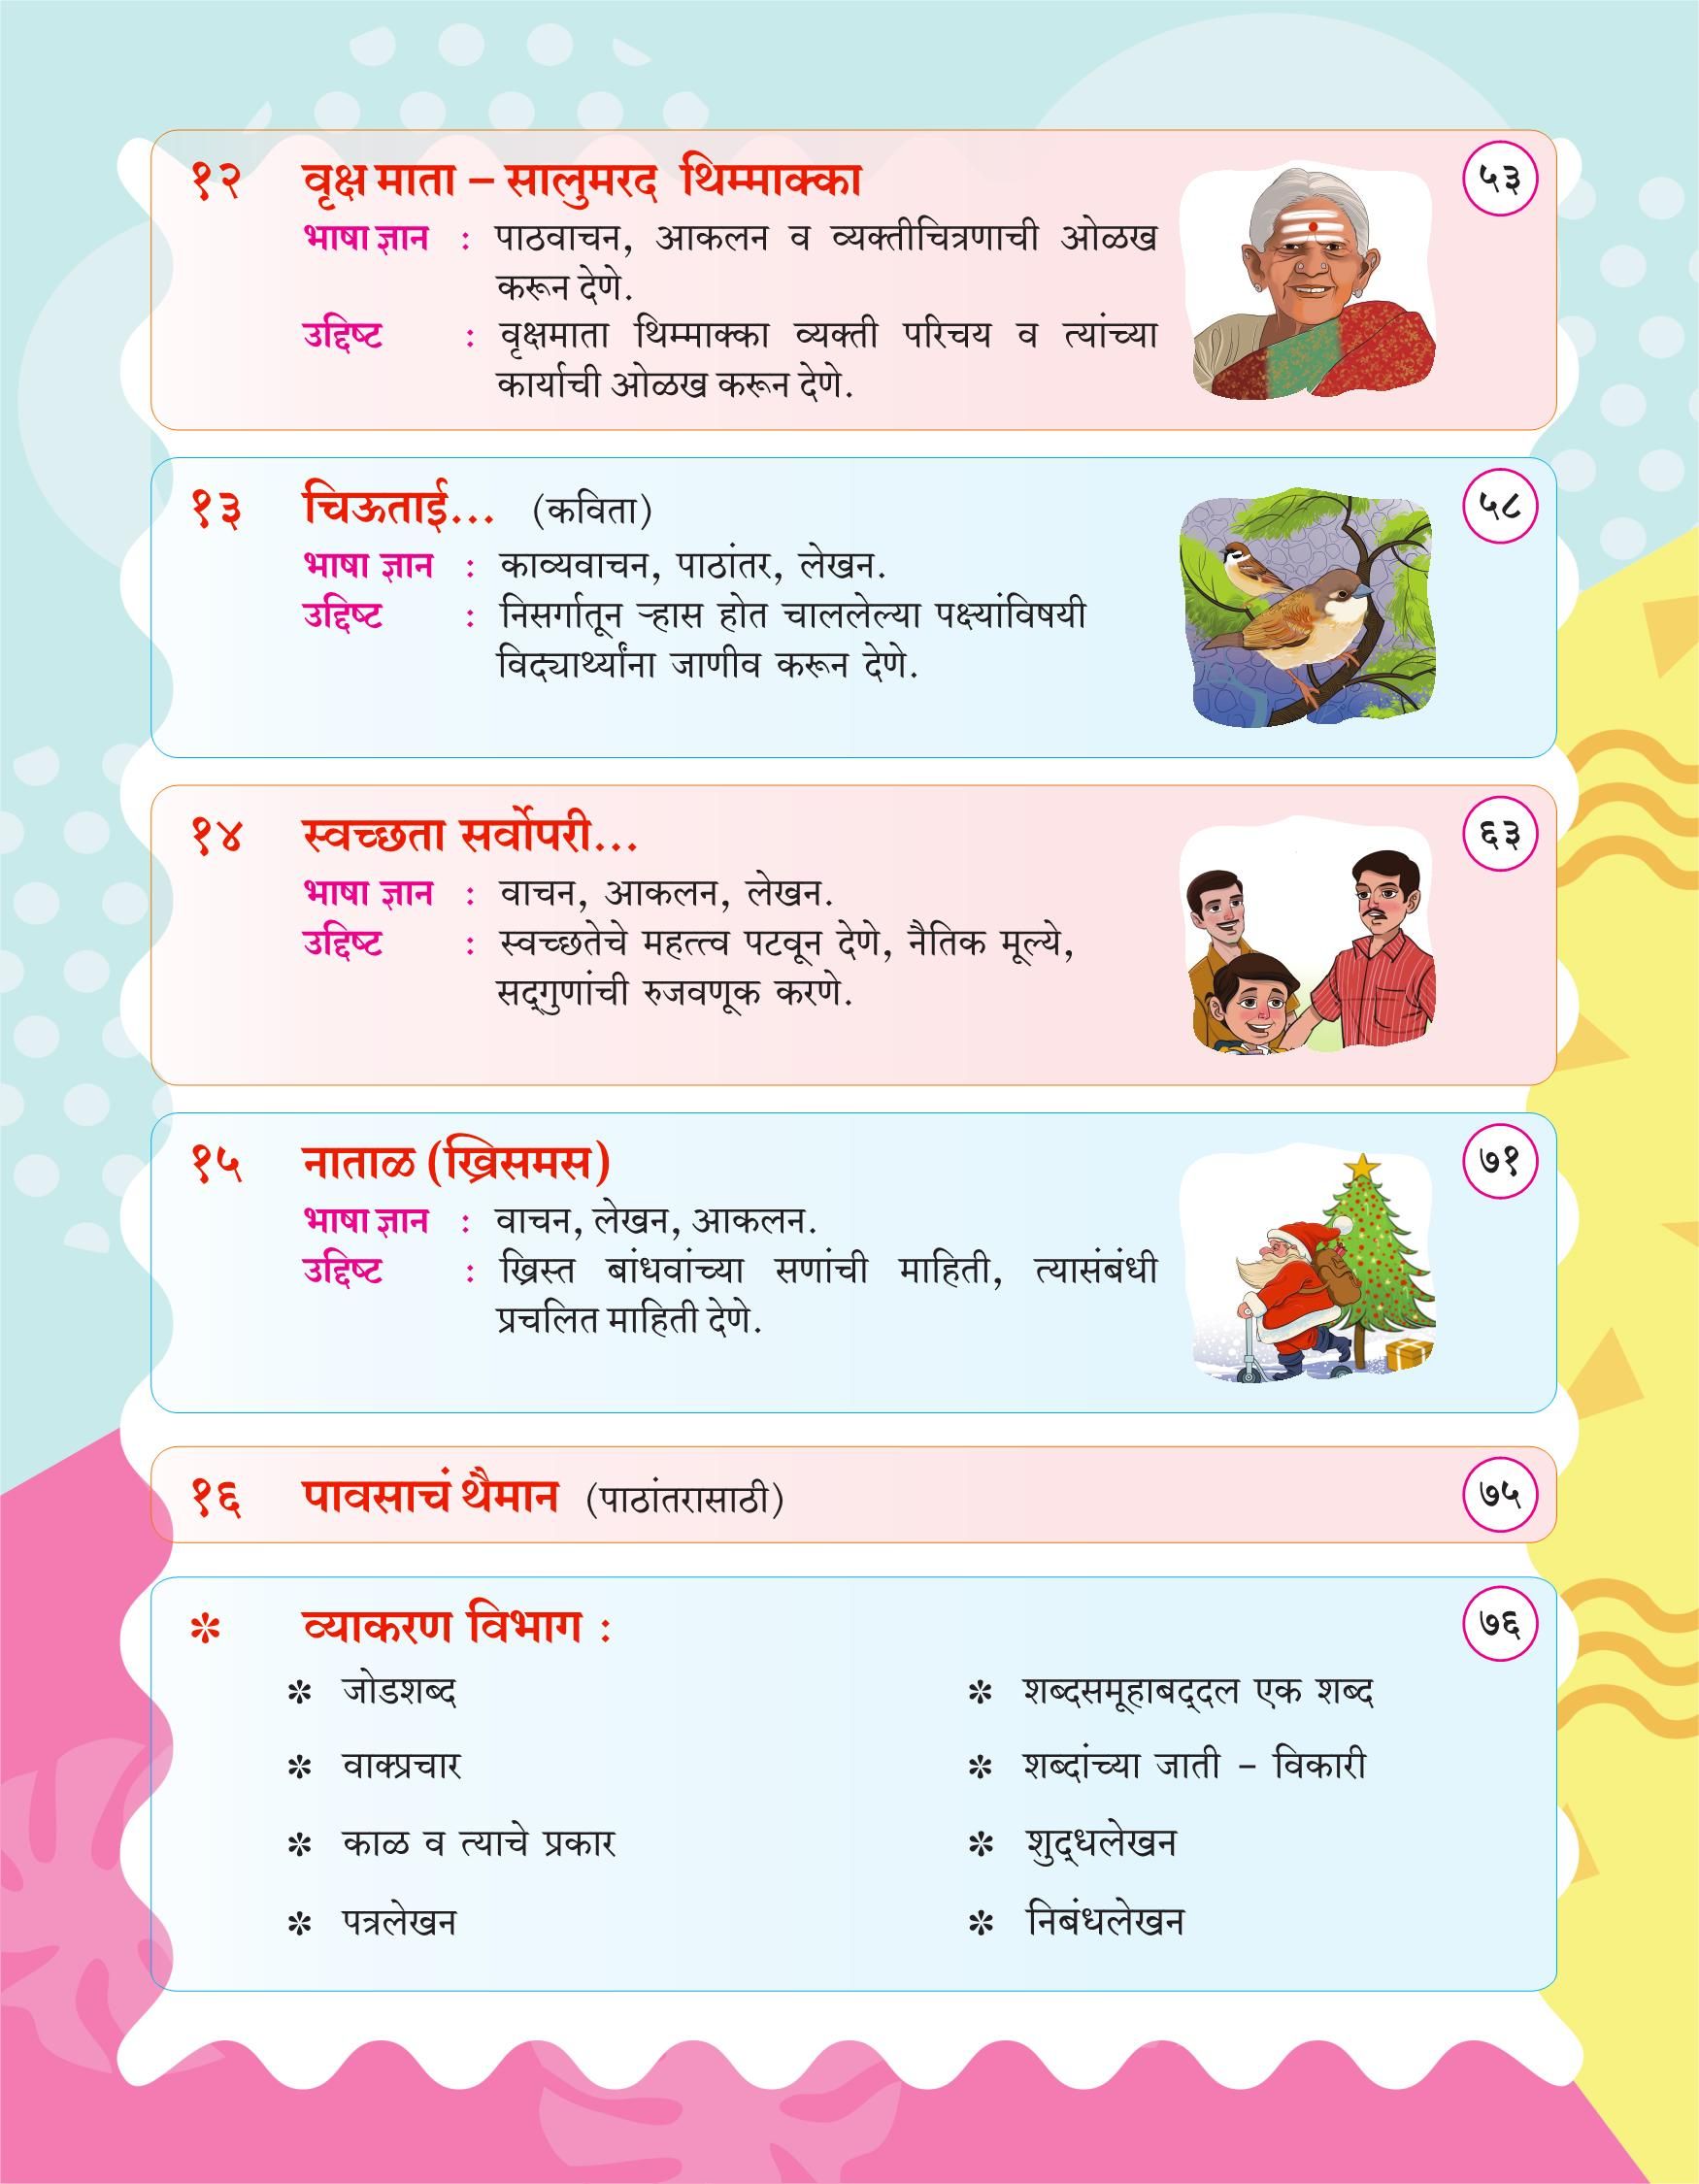 १२ वृक्ष माता – सालुमरद थिम्माक्का ५३
भाषा ज्ञान : पाठवाचन, आकलन व व्यक्तीचित्रणाची ओळख
करून देणे.
उद्दिष्ट : वृक्षमाता थिम्माक्का व्यक्ती परिचय व त्यांच्या
कार्याची ओळख करून देणे.
१३ चिऊताई... (कविता) ५८
भाषा ज्ञान : काव्यवाचन, पाठांतर, लेखन.
उद्दिष्ट : निसर्गातून ऱ्हास होत चाललेल्या पक्ष्यांविषयी
विद्यार्थ्यांना जाणीव करून देणे.
१४ स्वच्छता सर्वोपरी... ६३
भाषा ज्ञान : वाचन, आकलन, लेखन.
उद्दिष्ट : स्वच्छतेचे महत्त्व पटवून देणे, नैतिक मूल्ये,
सद्‌गुणांची रुजवणूक करणे.
१५ नाताळ (ख्रिसमस) ७१
भाषा ज्ञान : वाचन, लेखन, आकलन.
उद्दिष्ट : ख्रिस्त बांधवांच्या सणांची माहिती, त्यासंबंधी
प्रचलित माहिती देणे.
१६ पावसाचं थैमान (पाठांतरासाठी) ७५
* व्याकरण विभाग : ७६
* जोडशब्द * शब्दसमूहाबद्‌दल एक शब्द
* वाक्प्रचार * शब्दांच्या जाती – विकारी
* काळ व त्याचे प्रकार * शुद्‌धलेखन
* पत्रलेखन * निबंधलेखन